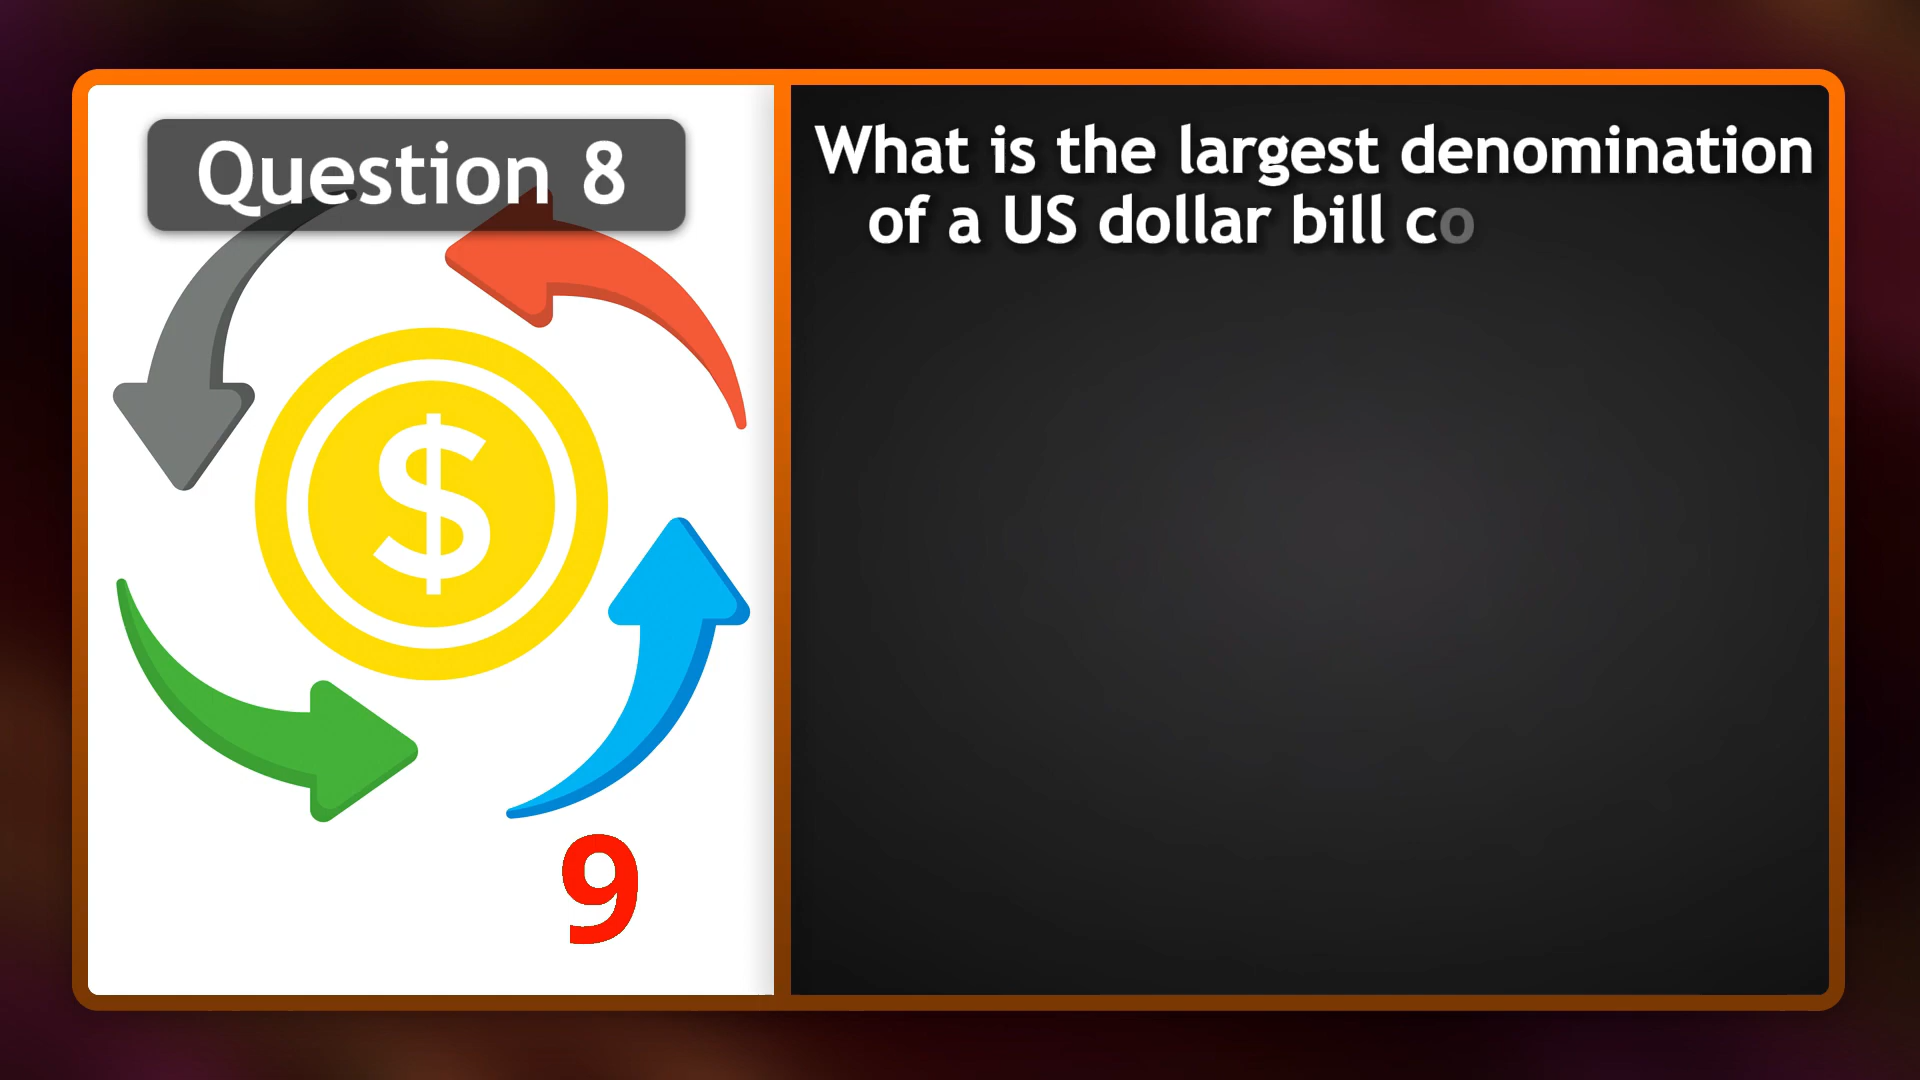 Question 8
What is the largest denomination
of a US dollar bill co
$
9